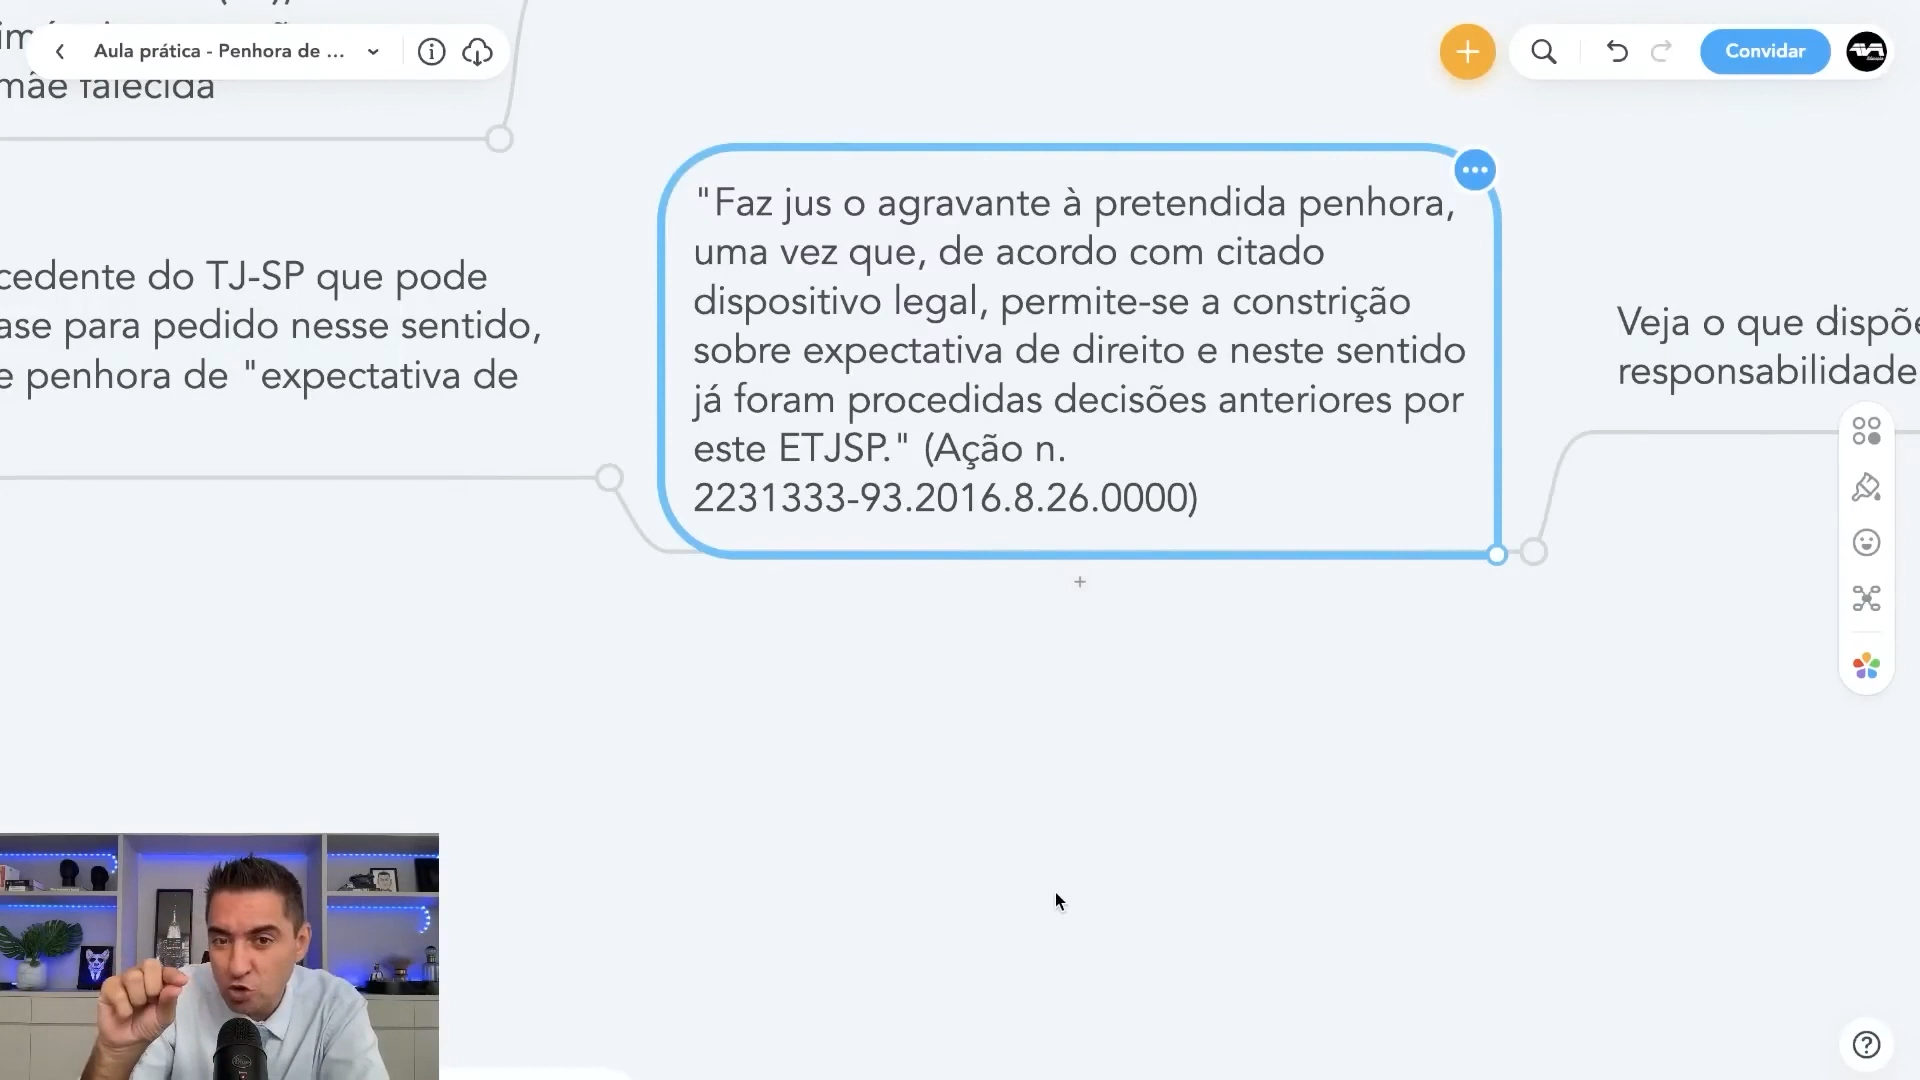 Aula prática - Penhora de ...
Convidar
mãe falecida
"Faz jus o agravante à pretendida penhora,
uma vez que, de acordo com citado
dispositivo legal, permite-se a constrição
sobre expectativa de direito e neste sentido
já foram procedidas decisões anteriores por
este ETJSP." (Ação n.
2231333-93.2016.8.26.0000)
cedente do TJ-SP que pode
ase para pedido nesse sentido,
e penhora de "expectativa de
Veja o que dispõe
responsabilidade